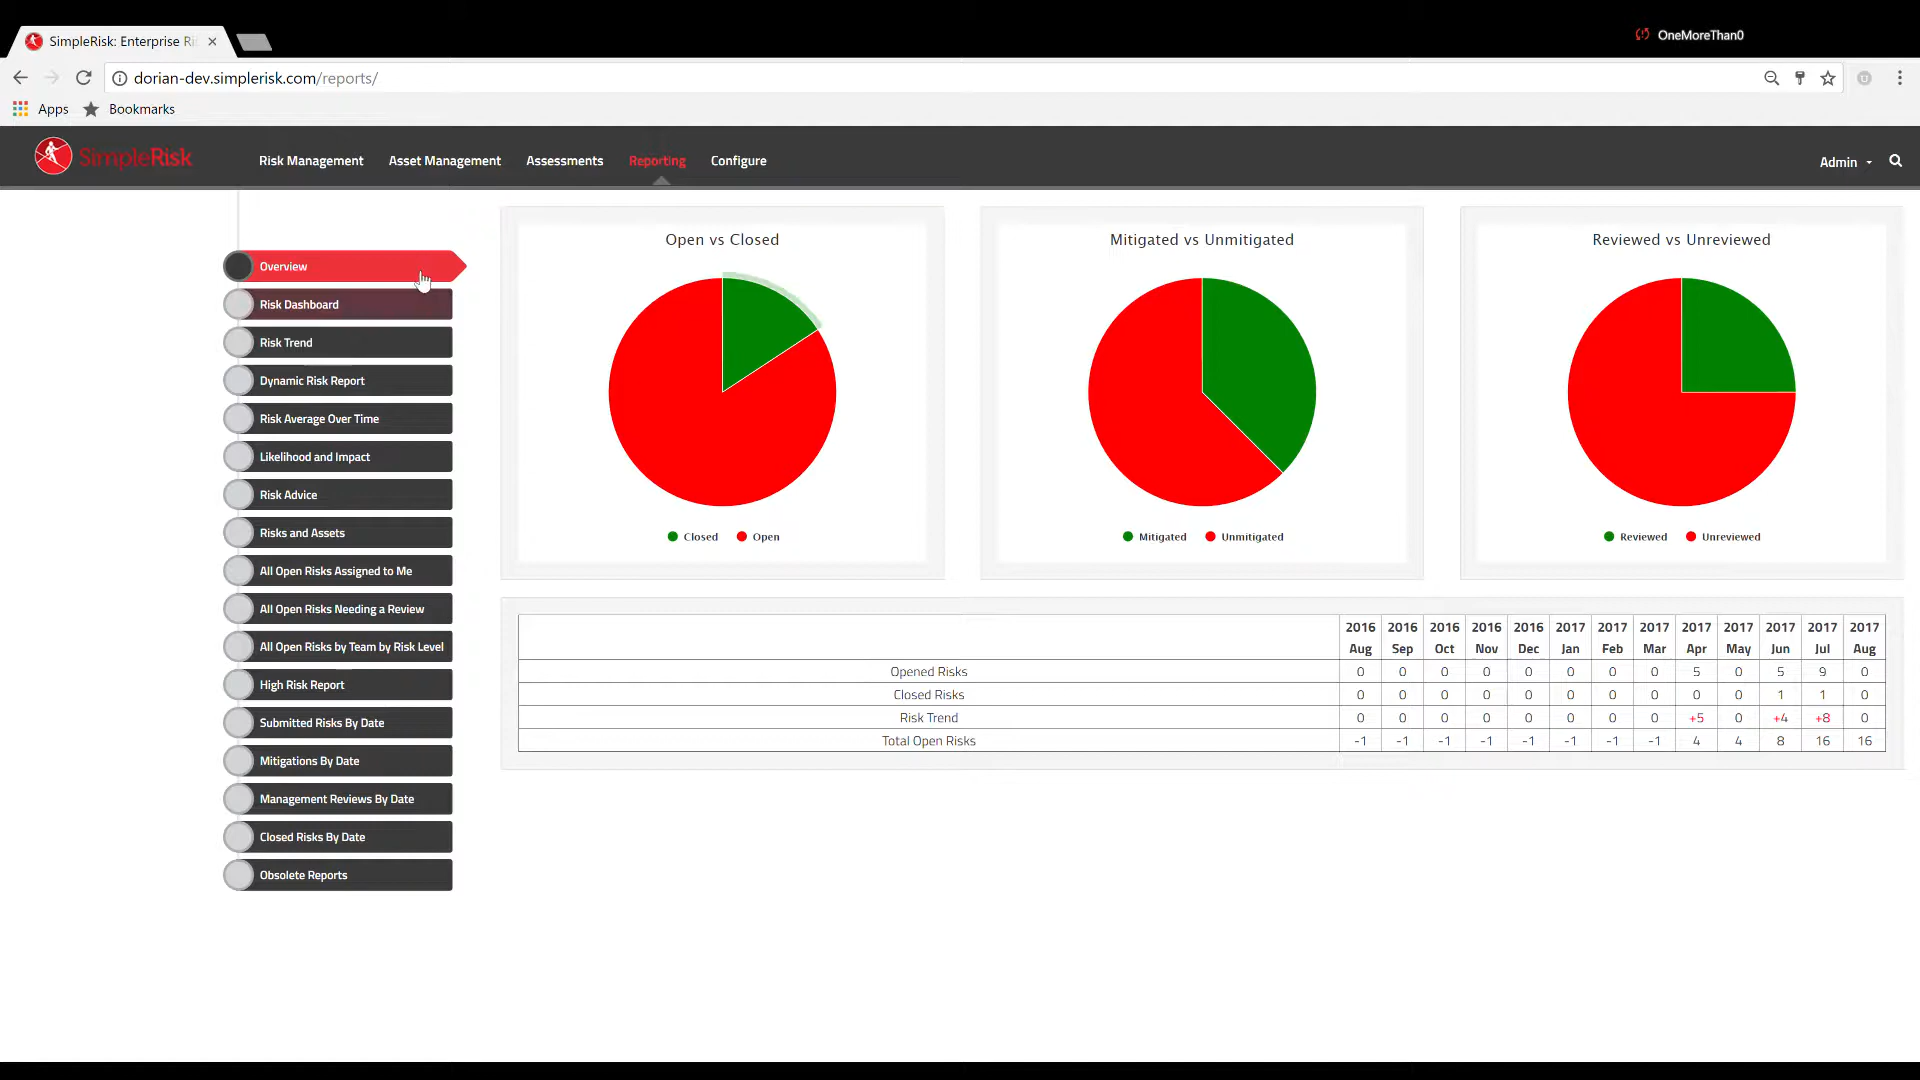 SimpleRisk: Enterprise Ri
OneMoreThan0
dorian-dev.simplerisk.com/reports/
Apps Bookmarks
SimpleRisk Risk Management Asset Management Assessments Reporting Configure Admin
Overview
Risk Dashboard
Risk Trend
Dynamic Risk Report
Risk Average Over Time
Likelihood and Impact
Risk Advice
Risks and Assets
All Open Risks Assigned to Me
All Open Risks Needing a Review
All Open Risks by Team by Risk Level
High Risk Report
Submitted Risks By Date
Mitigations By Date
Management Reviews By Date
Closed Risks By Date
Obsolete Reports
Open vs Closed
Closed Open
Mitigated vs Unmitigated
Mitigated Unmitigated
Reviewed vs Unreviewed
Reviewed Unreviewed
2016 2016 2016 2016 2016 2017 2017 2017 2017 2017 2017 2017 2017
Aug Sep Oct Nov Dec Jan Feb Mar Apr May Jun Jul Aug
Opened Risks 0 0 0 0 0 0 0 0 5 0 5 9 0
Closed Risks 0 0 0 0 0 0 0 0 0 0 1 1 0
Risk Trend 0 0 0 0 0 0 0 0 +5 0 +4 +8 0
Total Open Risks -1 -1 -1 -1 -1 -1 -1 -1 4 4 8 16 16